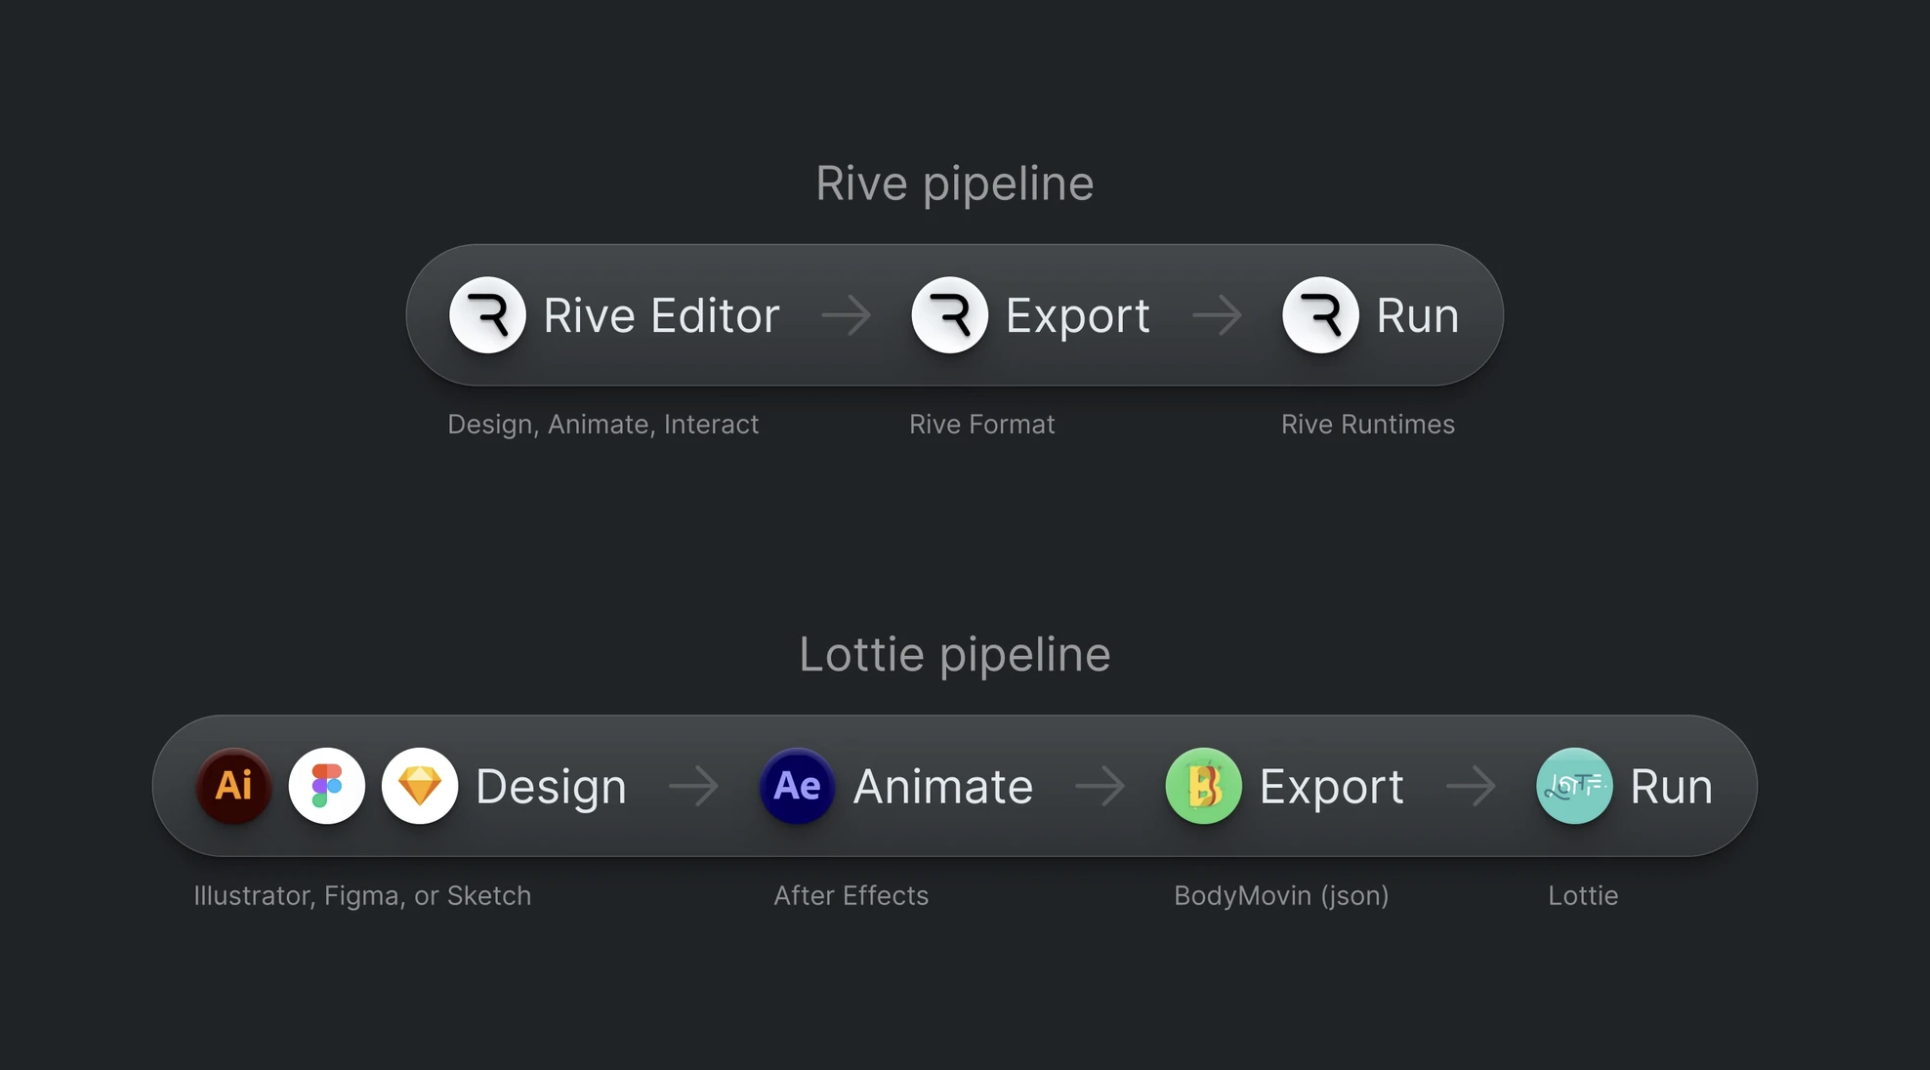 Rive pipeline
Rive Editor → Export → Run
Design, Animate, Interact Rive Format Rive Runtimes
Lottie pipeline
Ai Design → Ae Animate → B Export → LOTTIE Run
Illustrator, Figma, or Sketch After Effects BodyMovin (json) Lottie